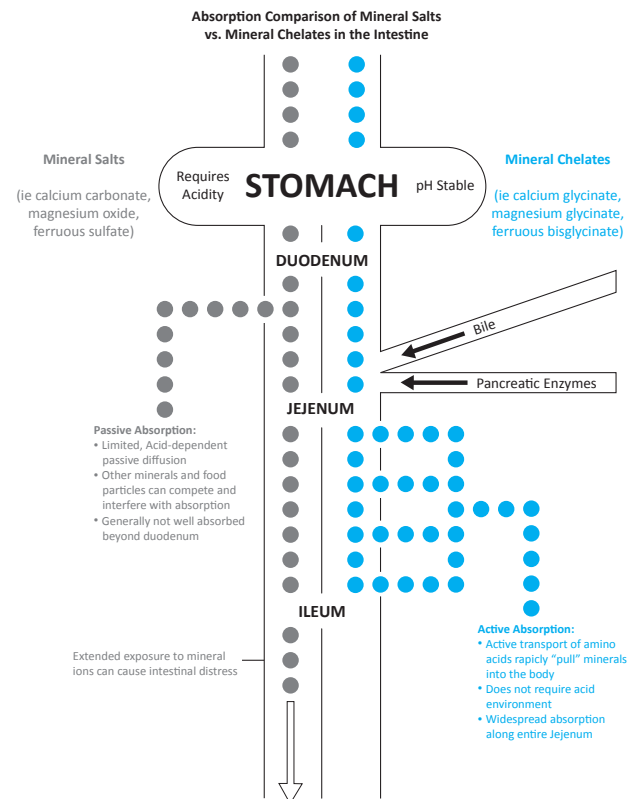 Absorption Comparison of Mineral Salts
vs. Mineral Chelates in the Intestine
Mineral Salts
(ie calcium carbonate,
magnesium oxide,
ferruous sulfate)
Requires
Acidity
STOMACH
pH Stable
Mineral Chelates
(ie calcium glycinate,
magnesium glycinate,
ferruous bisglycinate)
DUODENUM
Bile
Pancreatic Enzymes
JEJENUM
Passive Absorption:
• Limited, Acid-dependent
passive diffusion
• Other minerals and food
particles can compete and
interfere with absorption
• Generally not well absorbed
beyond duodenum
ILEUM
Extended exposure to mineral
ions can cause intestinal distress
Active Absorption:
• Active transport of amino
acids rapicly “pull” minerals
into the body
• Does not require acid
environment
• Widespread absorption
along entire Jejenum